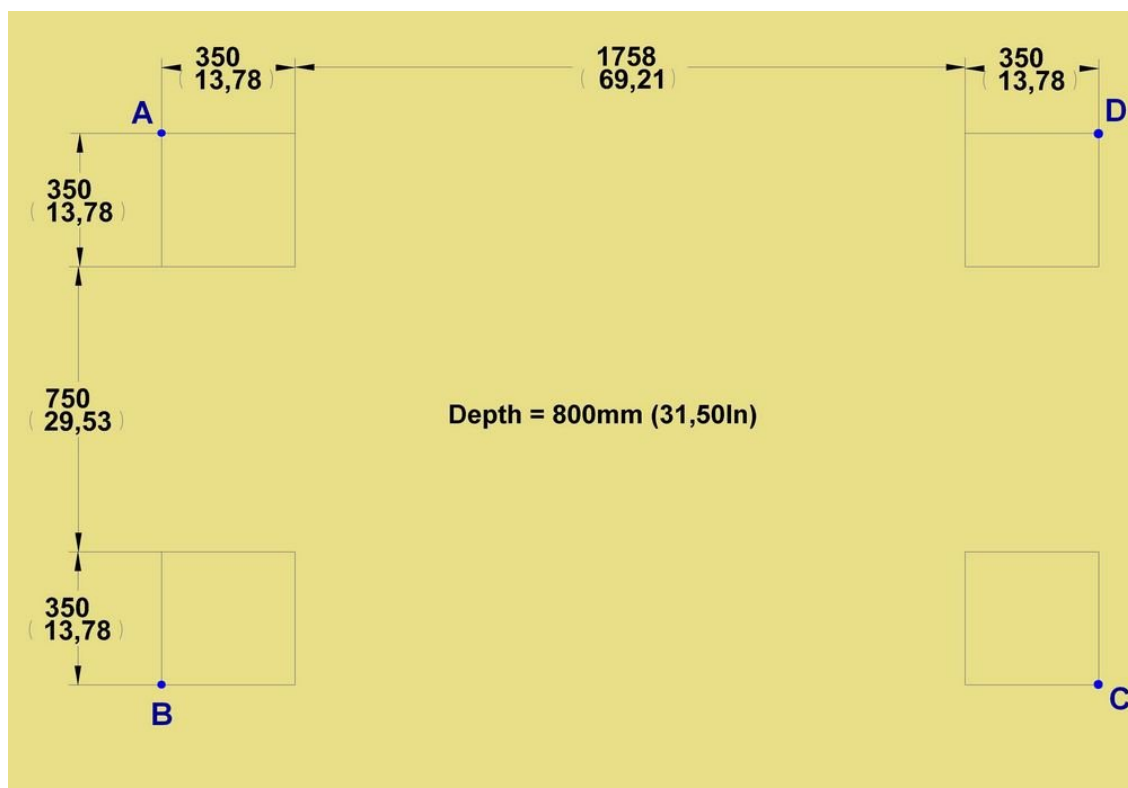 350
( 13,78 )
1758
( 69,21 )
350
( 13,78 )
A
D
350
( 13,78 )
750
( 29,53 )
Depth = 800mm (31,50In)
350
( 13,78 )
B
C